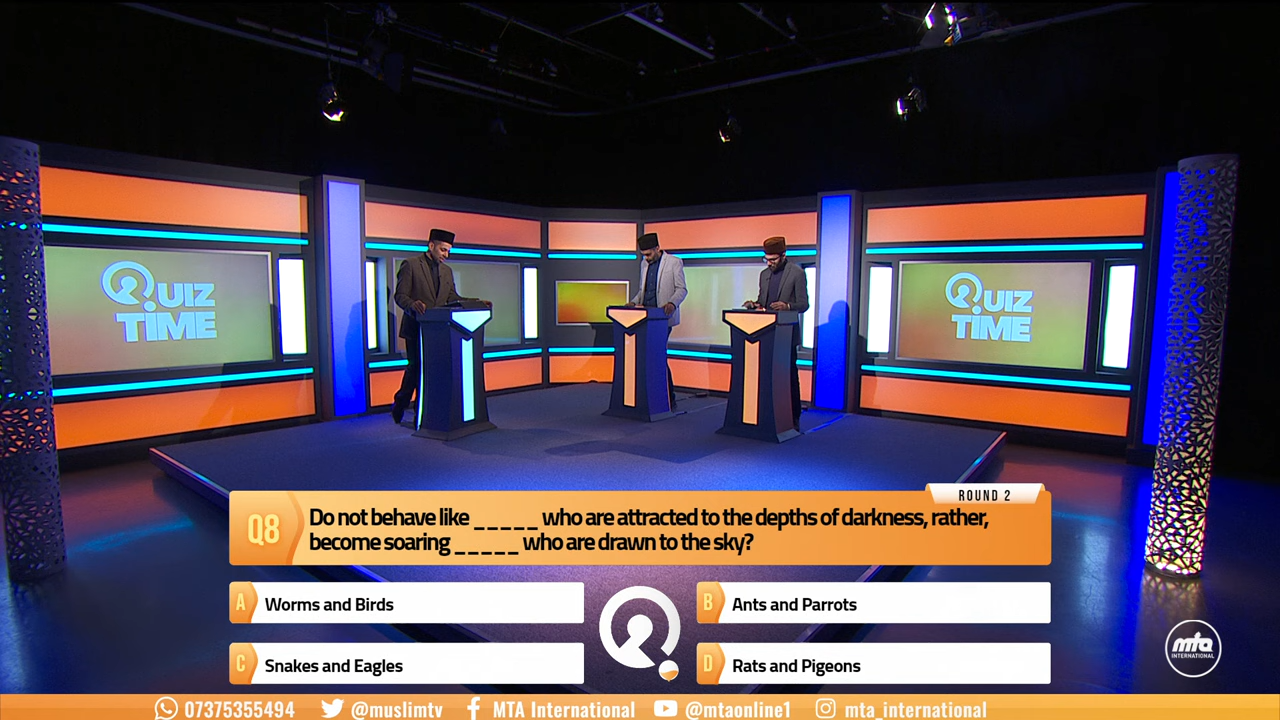 QUIZ
TIME
QUIZ
TIME
ROUND 2
Q8
Do not behave like _____ who are attracted to the depths of darkness, rather,
become soaring _____ who are drawn to the sky?
A Worms and Birds
B Ants and Parrots
C Snakes and Eagles
D Rats and Pigeons
mta
INTERNATIONAL
07375355494 @muslimtv MTA International @mtaonline1 mta_international